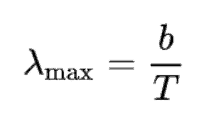 λ_max = b/T